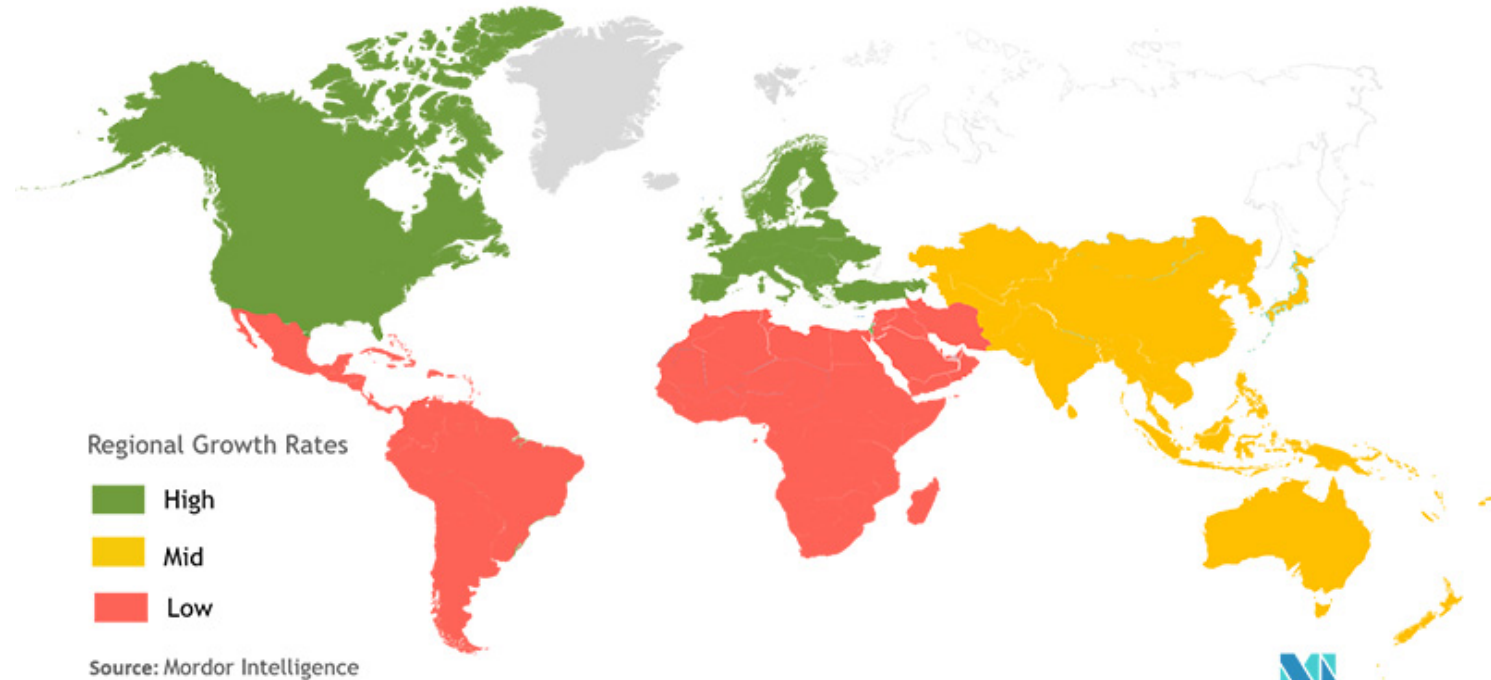 Regional Growth Rates
High
Mid
Low
Source: Mordor Intelligence